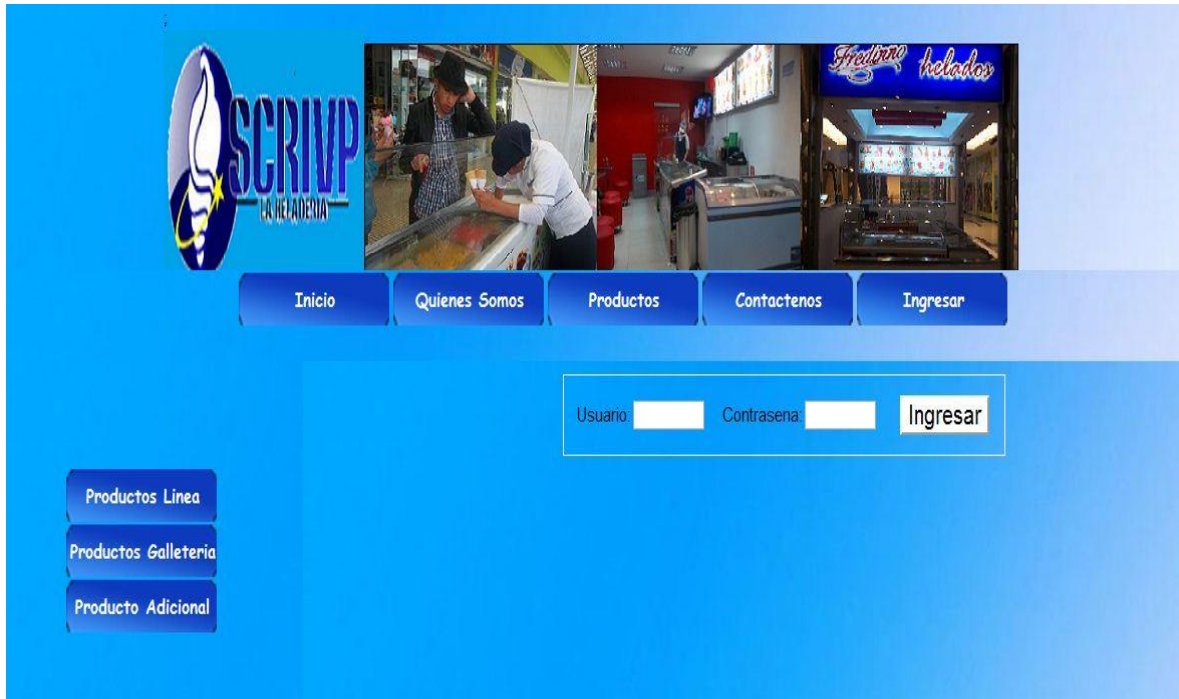 SCRIVP
LA HELADERIA
Fredinno helados
Inicio
Quienes Somos
Productos
Contactenos
Ingresar
Usuario:
Contrasena:
Ingresar
Productos Linea
Productos Galleteria
Producto Adicional